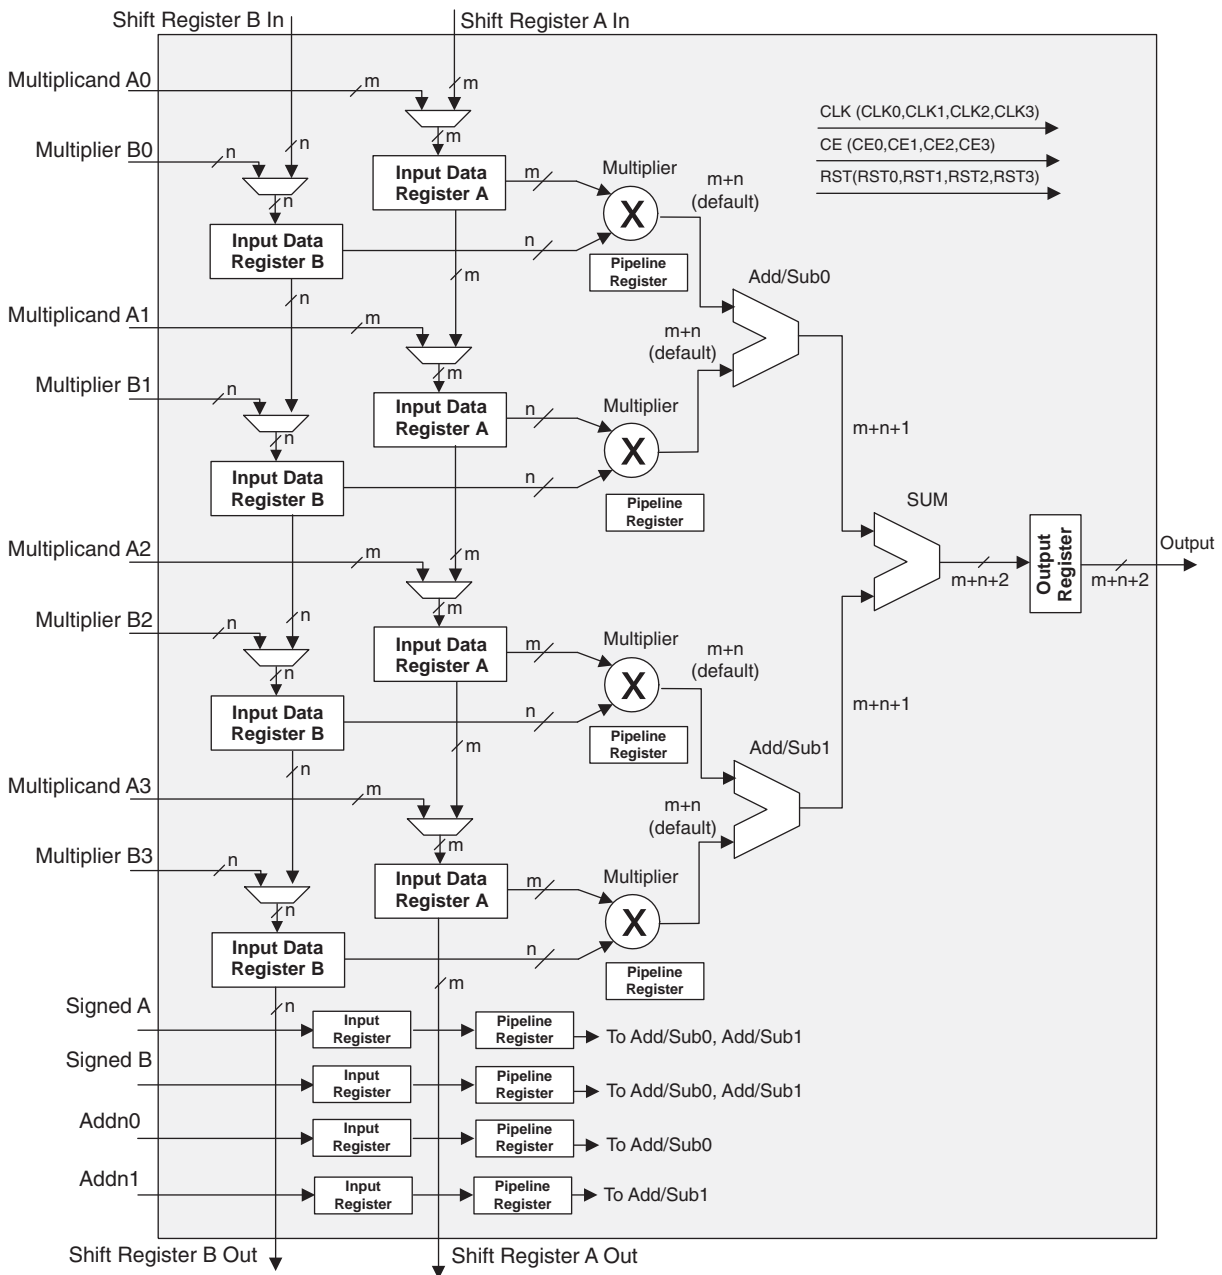 Shift Register B In
Shift Register A In
Multiplicand A0
m
m
CLK (CLK0,CLK1,CLK2,CLK3)
m
CE (CE0,CE1,CE2,CE3)
Multiplier B0
n
n
Input Data
Register A
m
Multiplier
m+n
(default)
RST(RST0,RST1,RST2,RST3)
n
X
Input Data
Register B
n
Pipeline
Register
m
Add/Sub0
n
Multiplicand A1
m
m+n
(default)
m
Multiplier B1
n
Input Data
Register A
n
Multiplier
m+n+1
n
X
Input Data
Register B
n
Pipeline
Register
SUM
Multiplicand A2
m
m
Output
m+n+2
Output
Register
m+n+2
m
Multiplier B2
n
n
Input Data
Register A
m
Multiplier
m+n
(default)
n
X
m+n+1
Input Data
Register B
n
Pipeline
Register
m
Add/Sub1
n
Multiplicand A3
m
m+n
(default)
m
Multiplier B3
n
Input Data
Register A
m
Multiplier
n
X
Input Data
Register B
n
Pipeline
Register
m
n
Signed A
Input
Register
Pipeline
Register
To Add/Sub0, Add/Sub1
Signed B
Input
Register
Pipeline
Register
To Add/Sub0, Add/Sub1
Addn0
Input
Register
Pipeline
Register
To Add/Sub0
Addn1
Input
Register
Pipeline
Register
To Add/Sub1
Shift Register B Out
Shift Register A Out